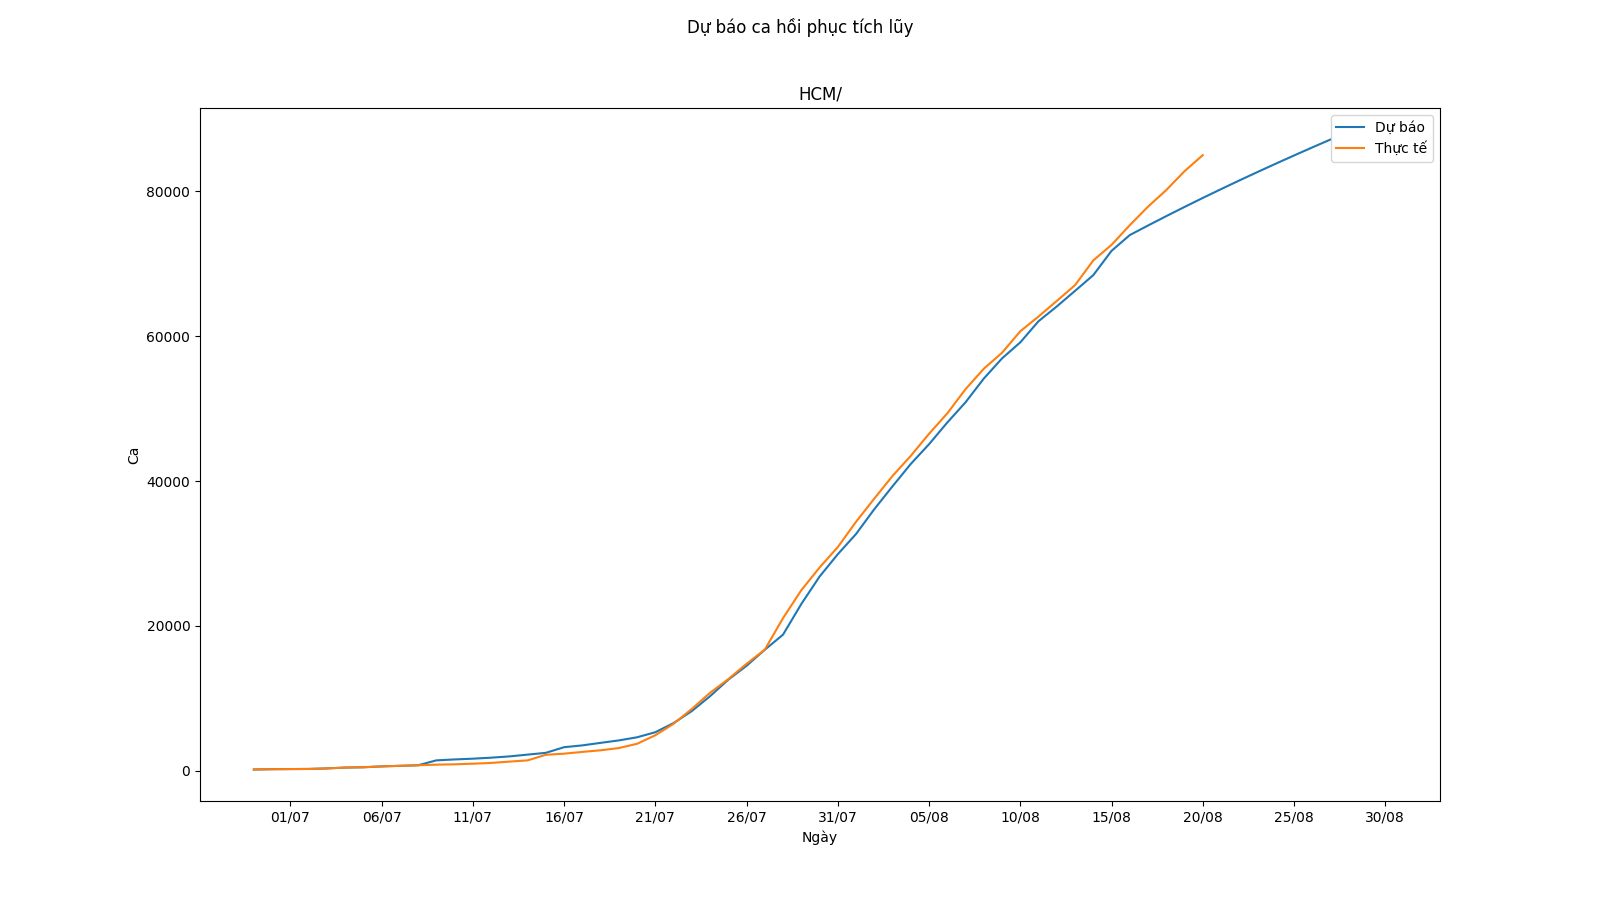 Dự báo ca hồi phục tích lũy
HCM/
Dự báo
Thực tế
80000
60000
40000
20000
0
Ca
01/07 06/07 11/07 16/07 21/07 26/07 31/07 05/08 10/08 15/08 20/08 25/08 30/08
Ngày